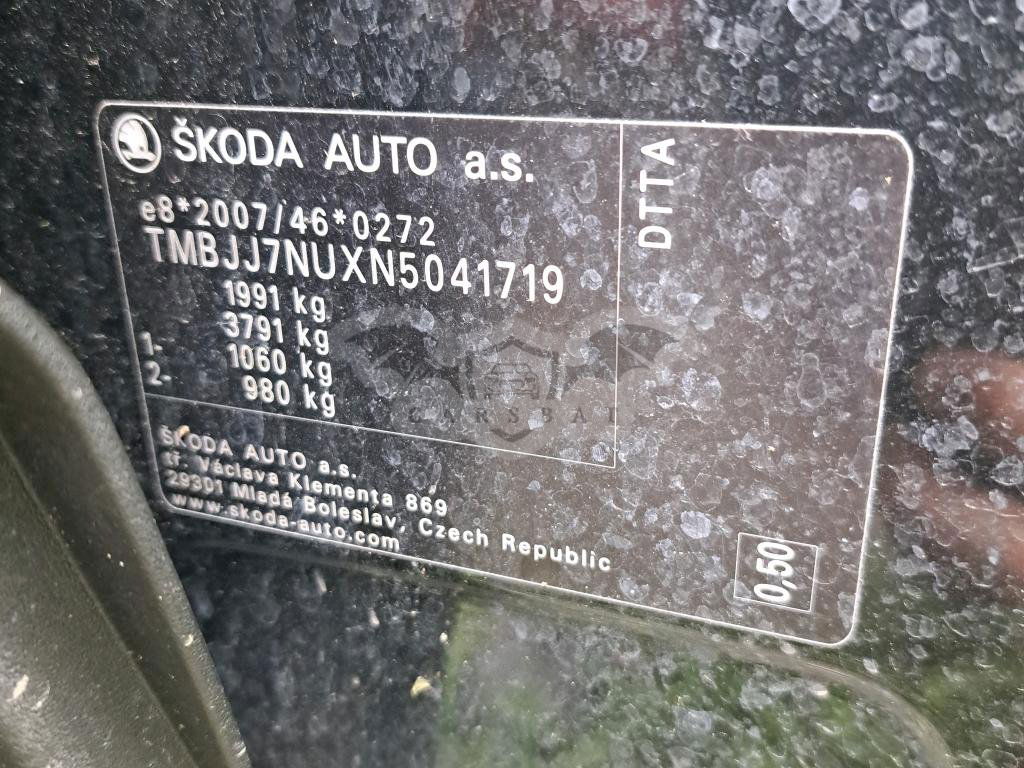 ŠKODA AUTO a.s.
e8*2007/46*0272
TMBJJ7NUXN5041719
1991 kg
3791 kg
1- 1060 kg
2- 980 kg
ŠKODA AUTO a.s.
tř. Václava Klementa 869
29301 Mladá Boleslav, Czech Republic
www.skoda-auto.com
DTTA
0,50
CARSBAT